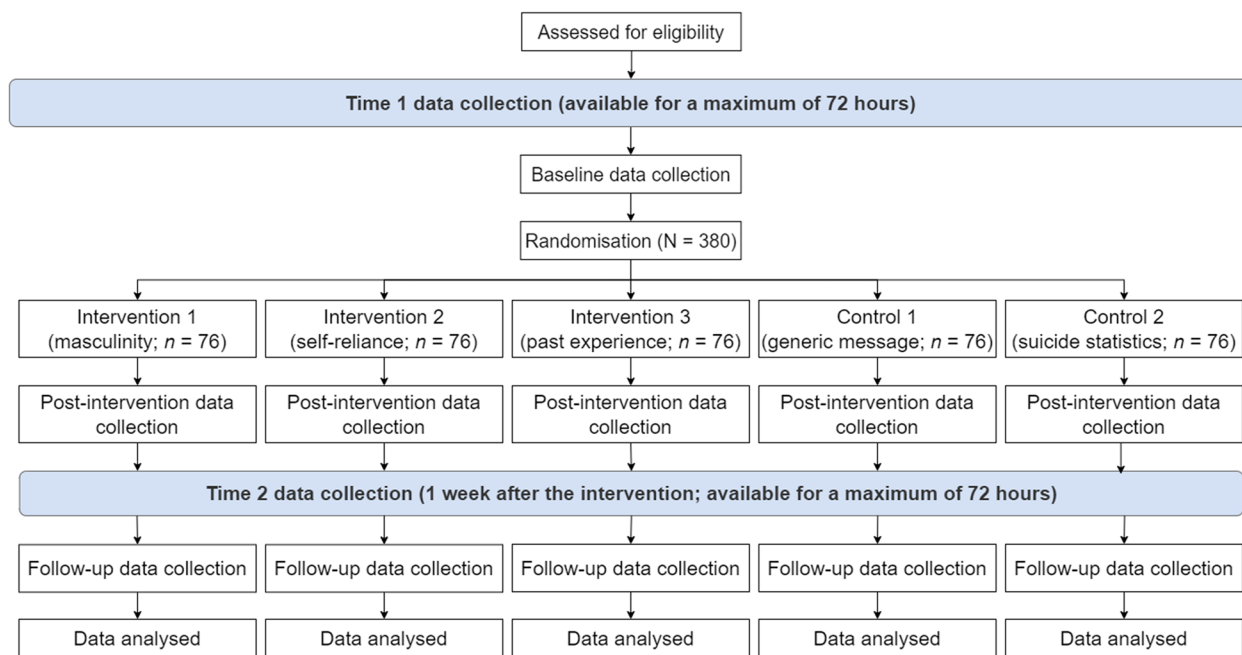 Assessed for eligibility
Time 1 data collection (available for a maximum of 72 hours)
Baseline data collection
Randomisation (N = 380)
Intervention 1
(masculinity; n = 76)
Intervention 2
(self-reliance; n = 76)
Intervention 3
(past experience; n = 76)
Control 1
(generic message; n = 76)
Control 2
(suicide statistics; n = 76)
Post-intervention data
collection
Post-intervention data
collection
Post-intervention data
collection
Post-intervention data
collection
Post-intervention data
collection
Time 2 data collection (1 week after the intervention; available for a maximum of 72 hours)
Follow-up data collection
Follow-up data collection
Follow-up data collection
Follow-up data collection
Follow-up data collection
Data analysed
Data analysed
Data analysed
Data analysed
Data analysed